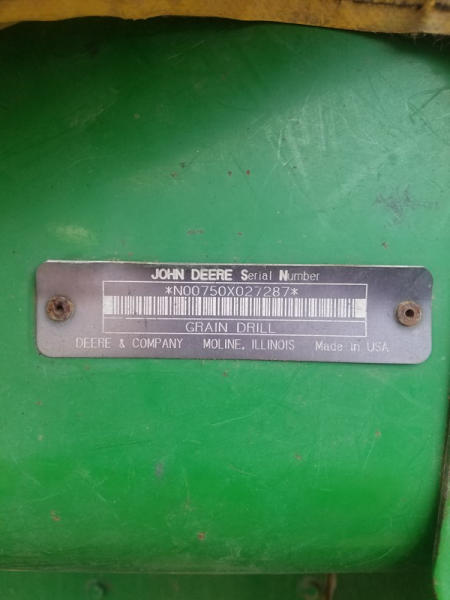 JOHN DEERE Serial Number
*N00750X027287*
GRAIN DRILL
DEERE & COMPANY MOLINE, ILLINOIS Made in USA